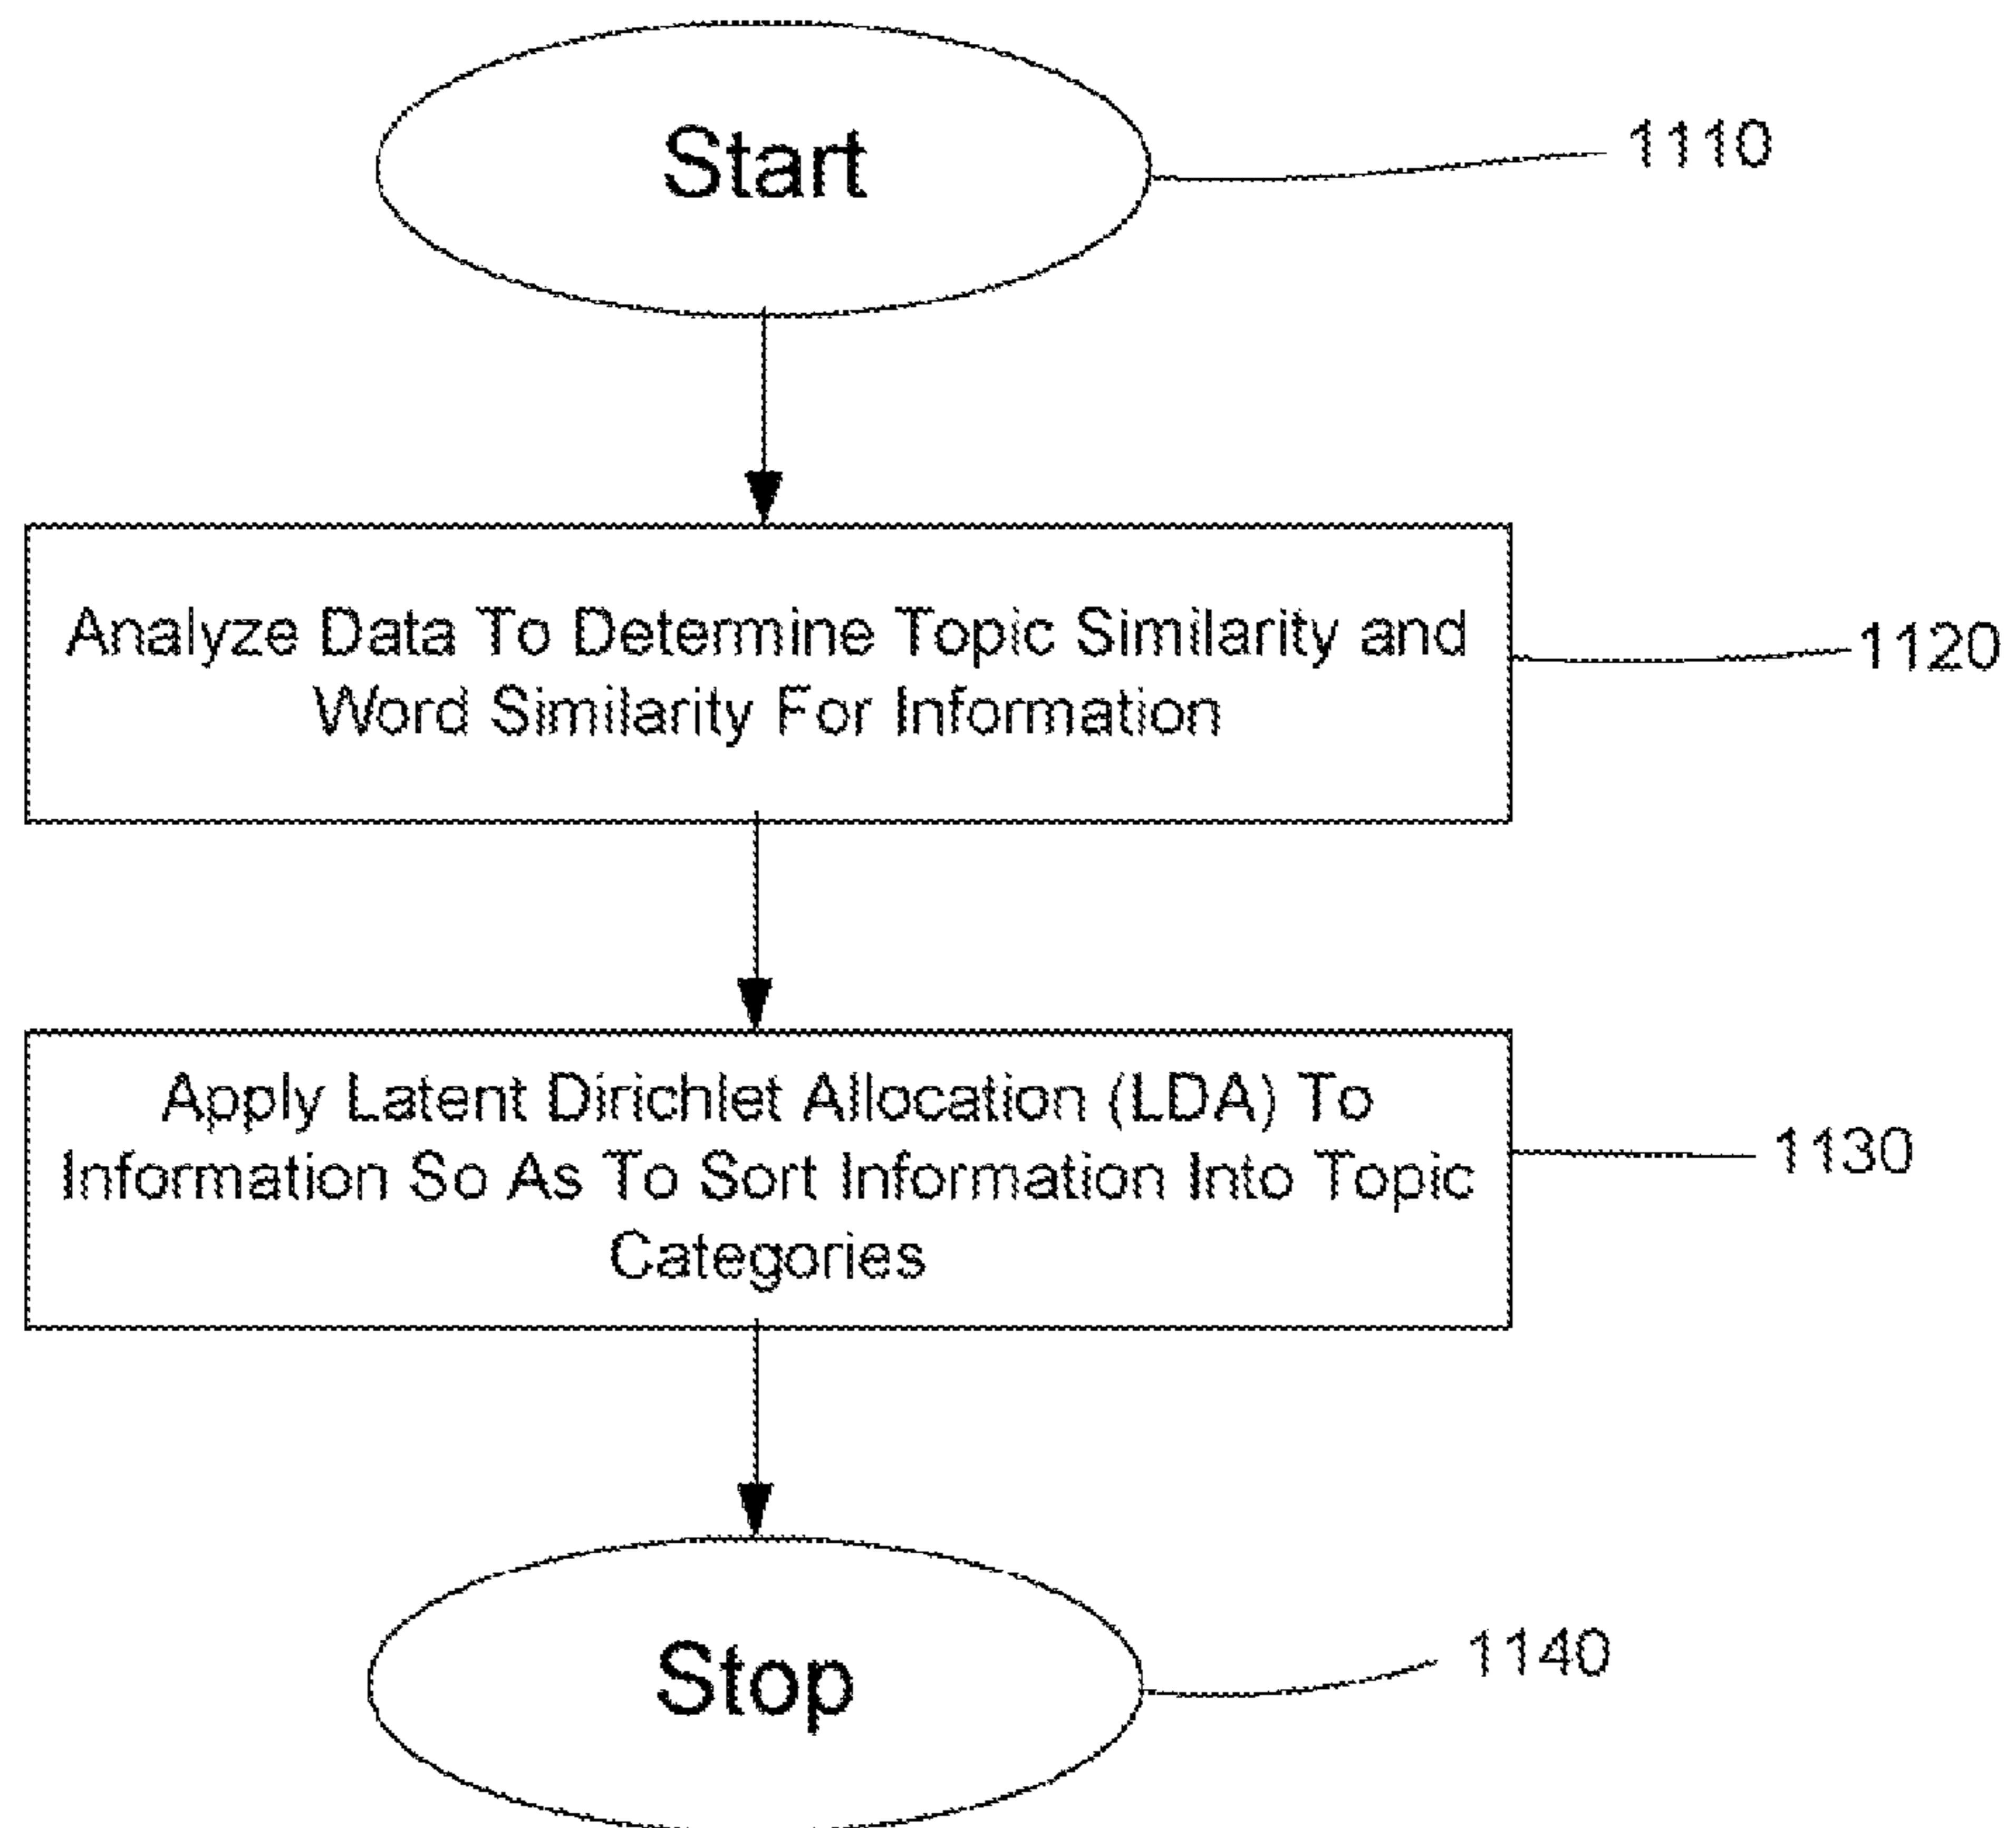 Start
1110
Analyze Data To Determine Topic Similarity and
Word Similarity For Information
1120
Apply Latent Dirichlet Allocation (LDA) To
Information So As To Sort Information Into Topic
Categories
1130
Stop
1140